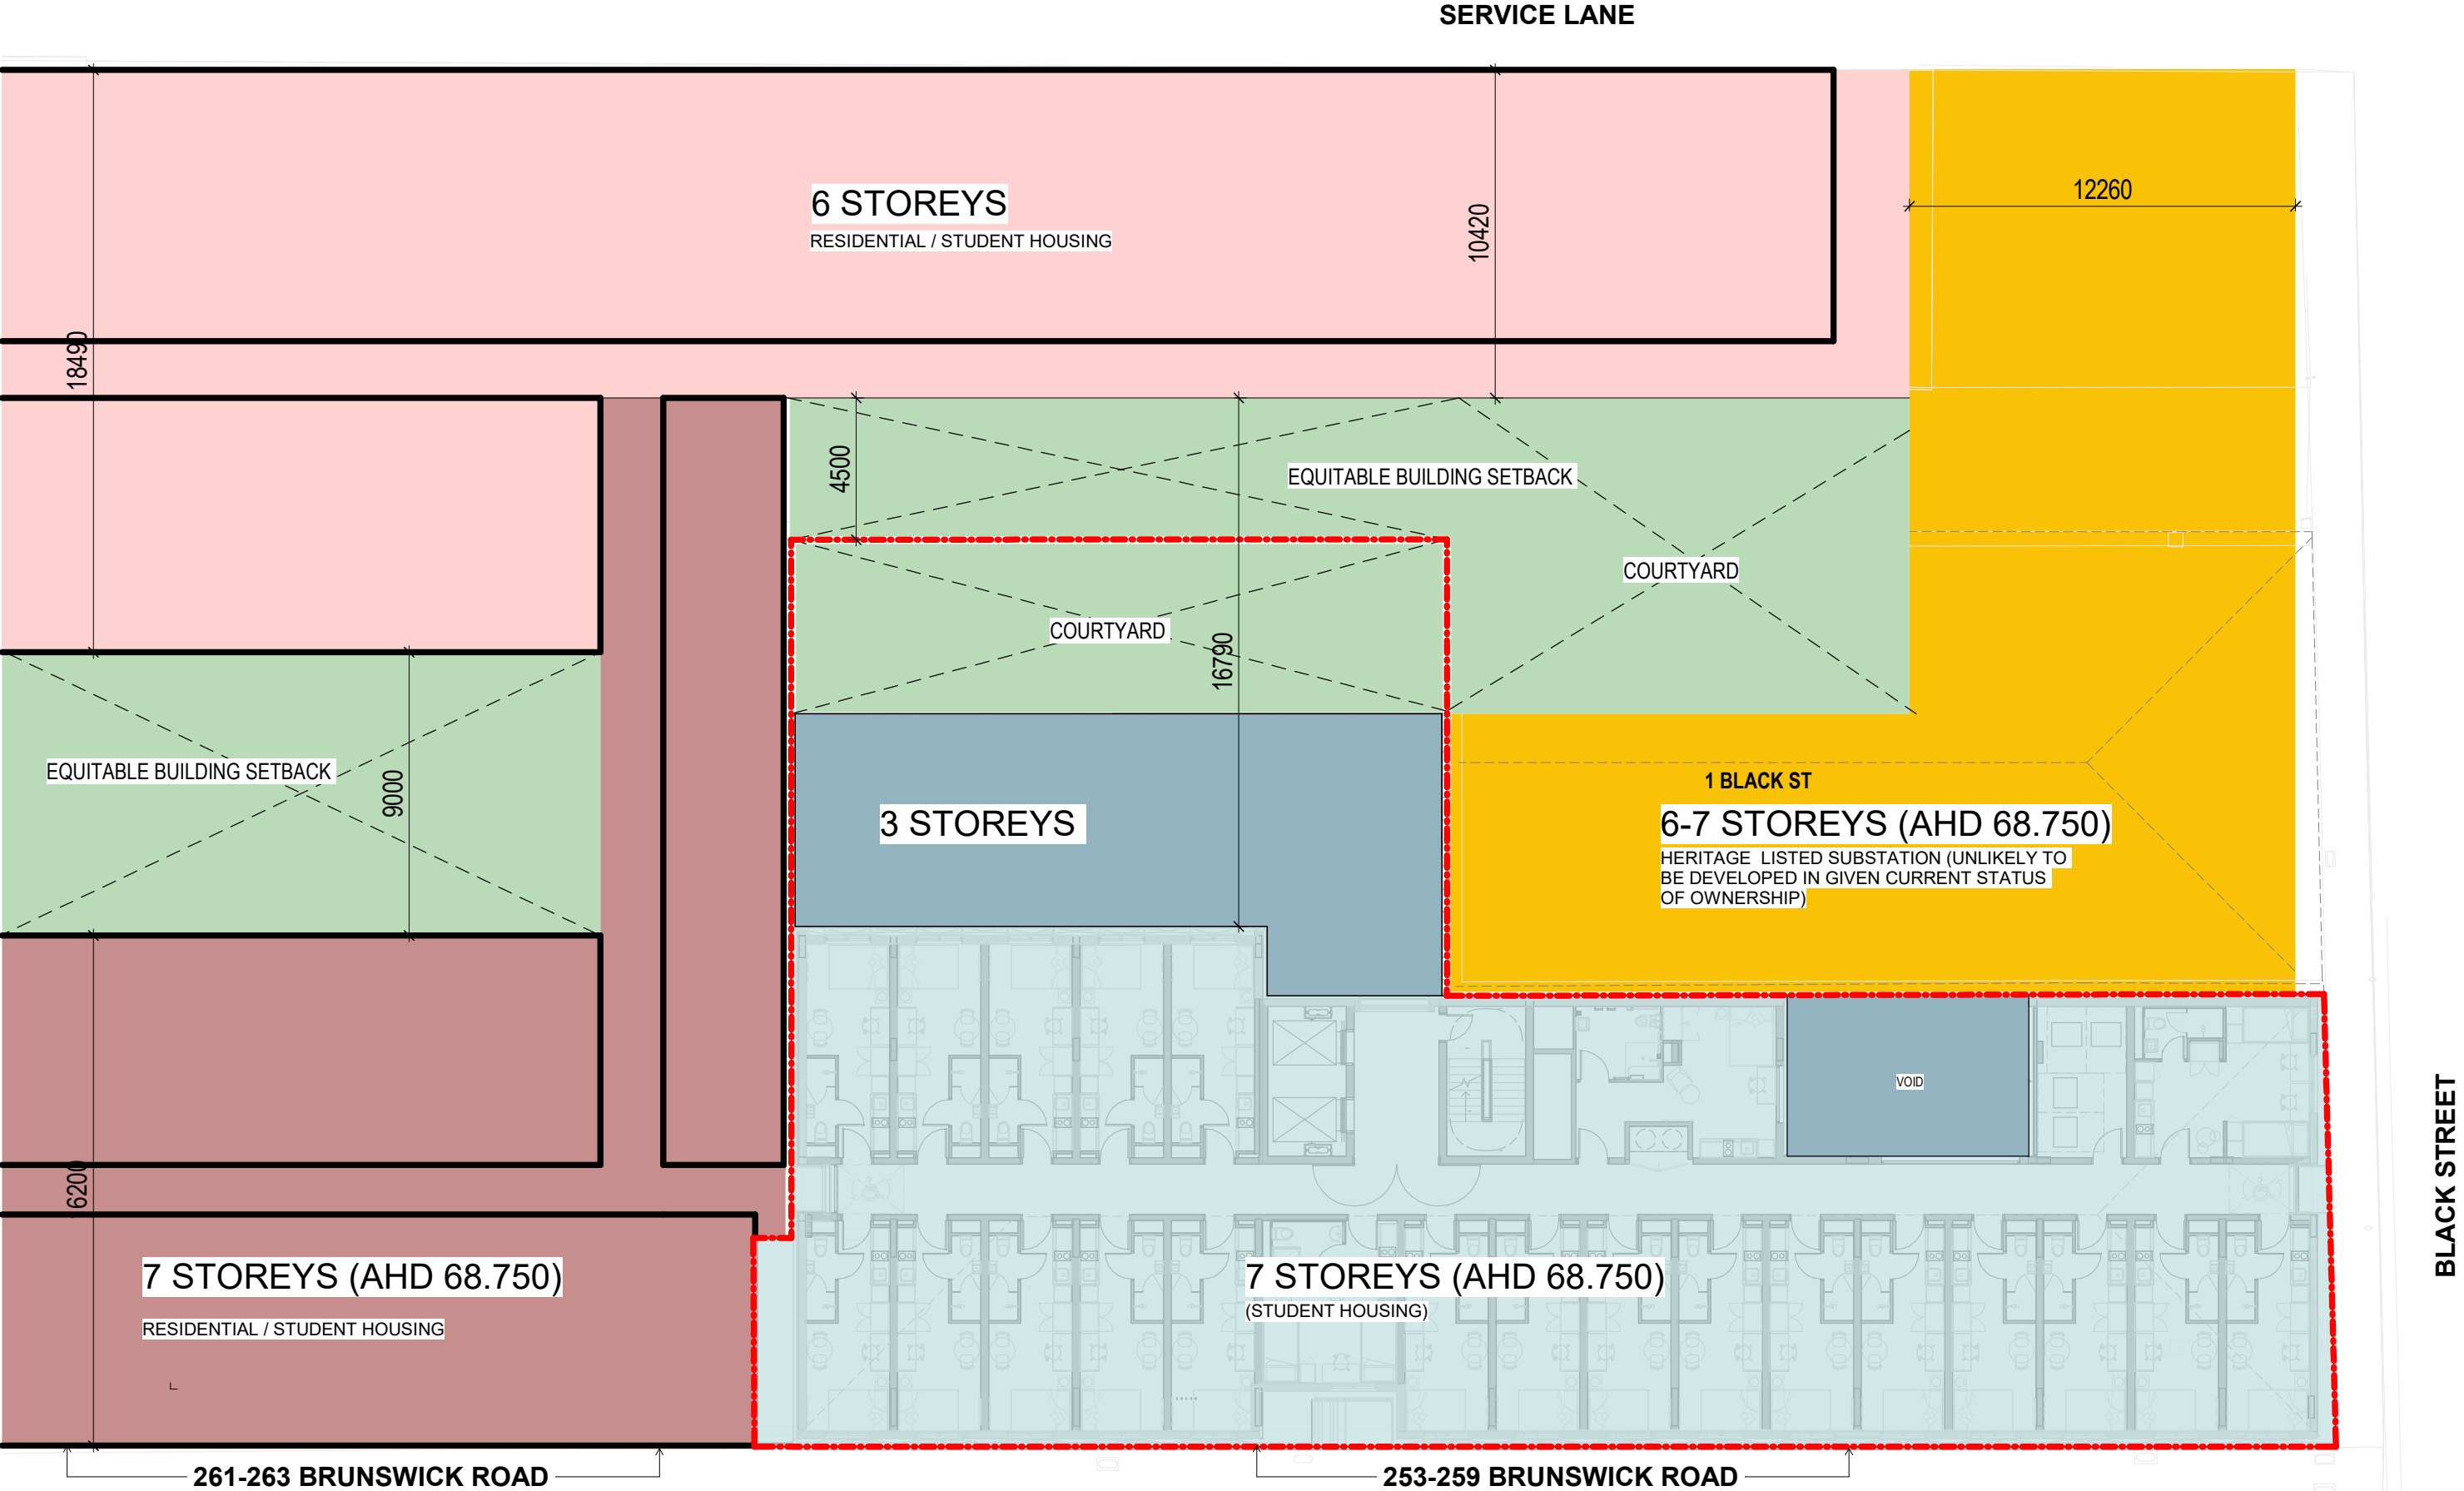 SERVICE LANE
12260
6 STOREYS
RESIDENTIAL / STUDENT HOUSING
10420
18490
4500
EQUITABLE BUILDING SETBACK
COURTYARD
COURTYARD
16790
EQUITABLE BUILDING SETBACK
9000
1 BLACK ST
3 STOREYS
6-7 STOREYS (AHD 68.750)
HERITAGE LISTED SUBSTATION (UNLIKELY TO
BE DEVELOPED IN GIVEN CURRENT STATUS
OF OWNERSHIP)
VOID
BLACK STREET
6200
7 STOREYS (AHD 68.750)
RESIDENTIAL / STUDENT HOUSING
7 STOREYS (AHD 68.750)
(STUDENT HOUSING)
261-263 BRUNSWICK ROAD
253-259 BRUNSWICK ROAD